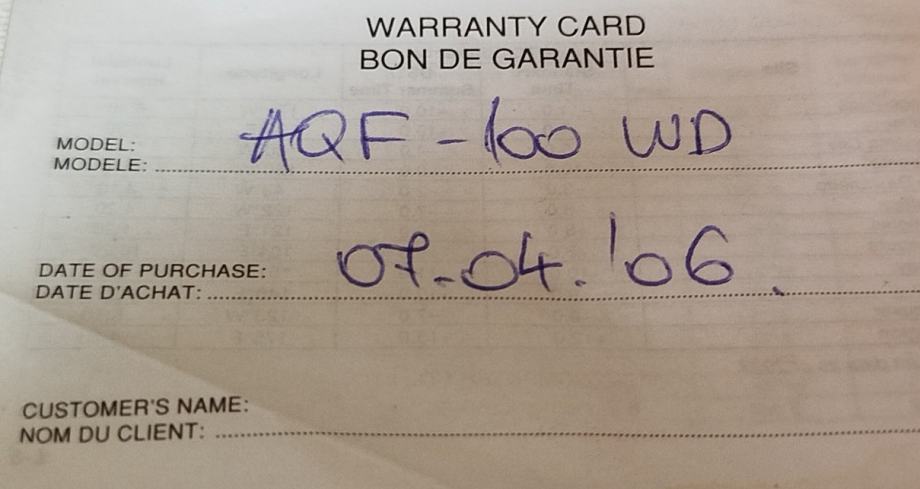 WARRANTY CARD
BON DE GARANTIE
MODEL: AQF-100 WD
MODELE:
DATE OF PURCHASE: 07-04.'06.
DATE D'ACHAT:
CUSTOMER'S NAME:
NOM DU CLIENT: